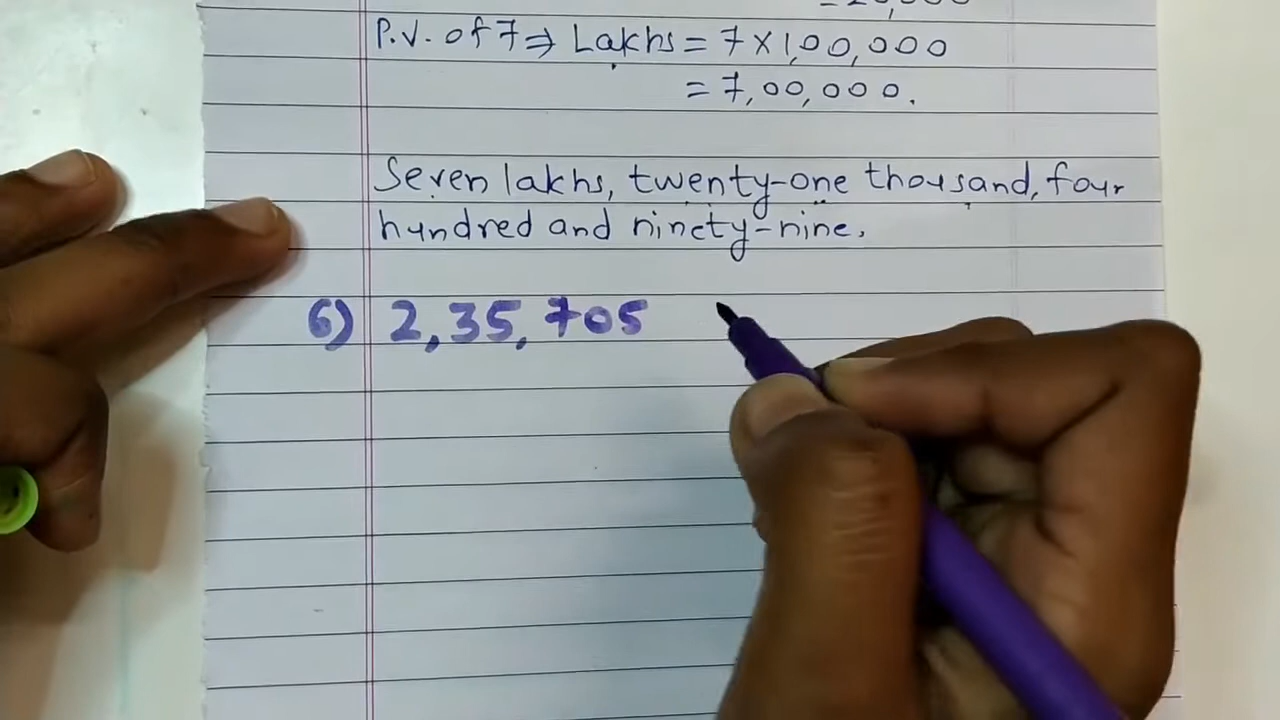 P.V. of 7 ⇒ Lakhs = 7 × 1,00,000
= 7,00,000.
Seven lakhs, twenty-one thousand, four
hundred and ninety-nine.
6) 2,35,705